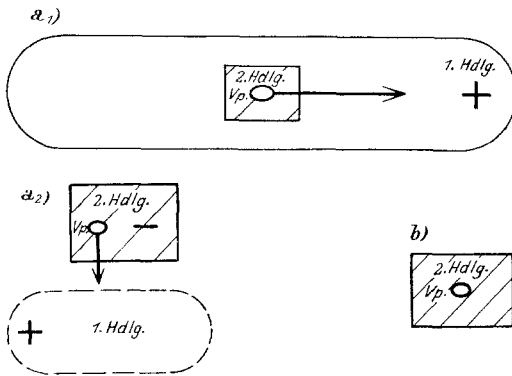 a₁)
1. Hdlg.
2. Hdlg.
Vp.
+
a₂)
2. Hdlg.
Vp.
−
+
1. Hdlg.
b)
2. Hdlg.
Vp.